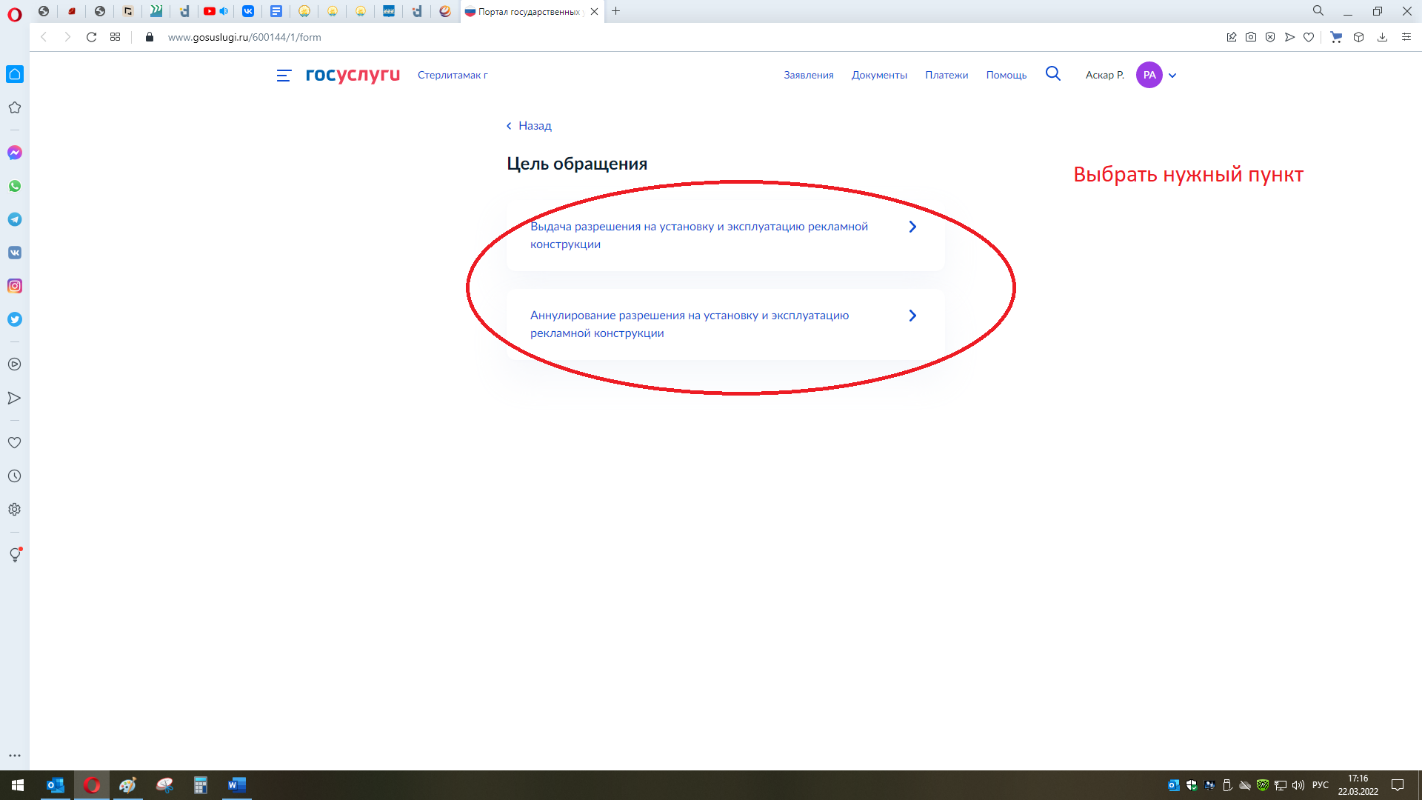 Портал государственных у
www.gosuslugi.ru/600144/1/form
госуслуги Стерлитамак г Заявления Документы Платежи Помощь Аскар Р. РА
Назад
Цель обращения
Выбрать нужный пункт
Выдача разрешения на установку и эксплуатацию рекламной
конструкции
Аннулирование разрешения на установку и эксплуатацию
рекламной конструкции
РУС
17:16
22.03.2022